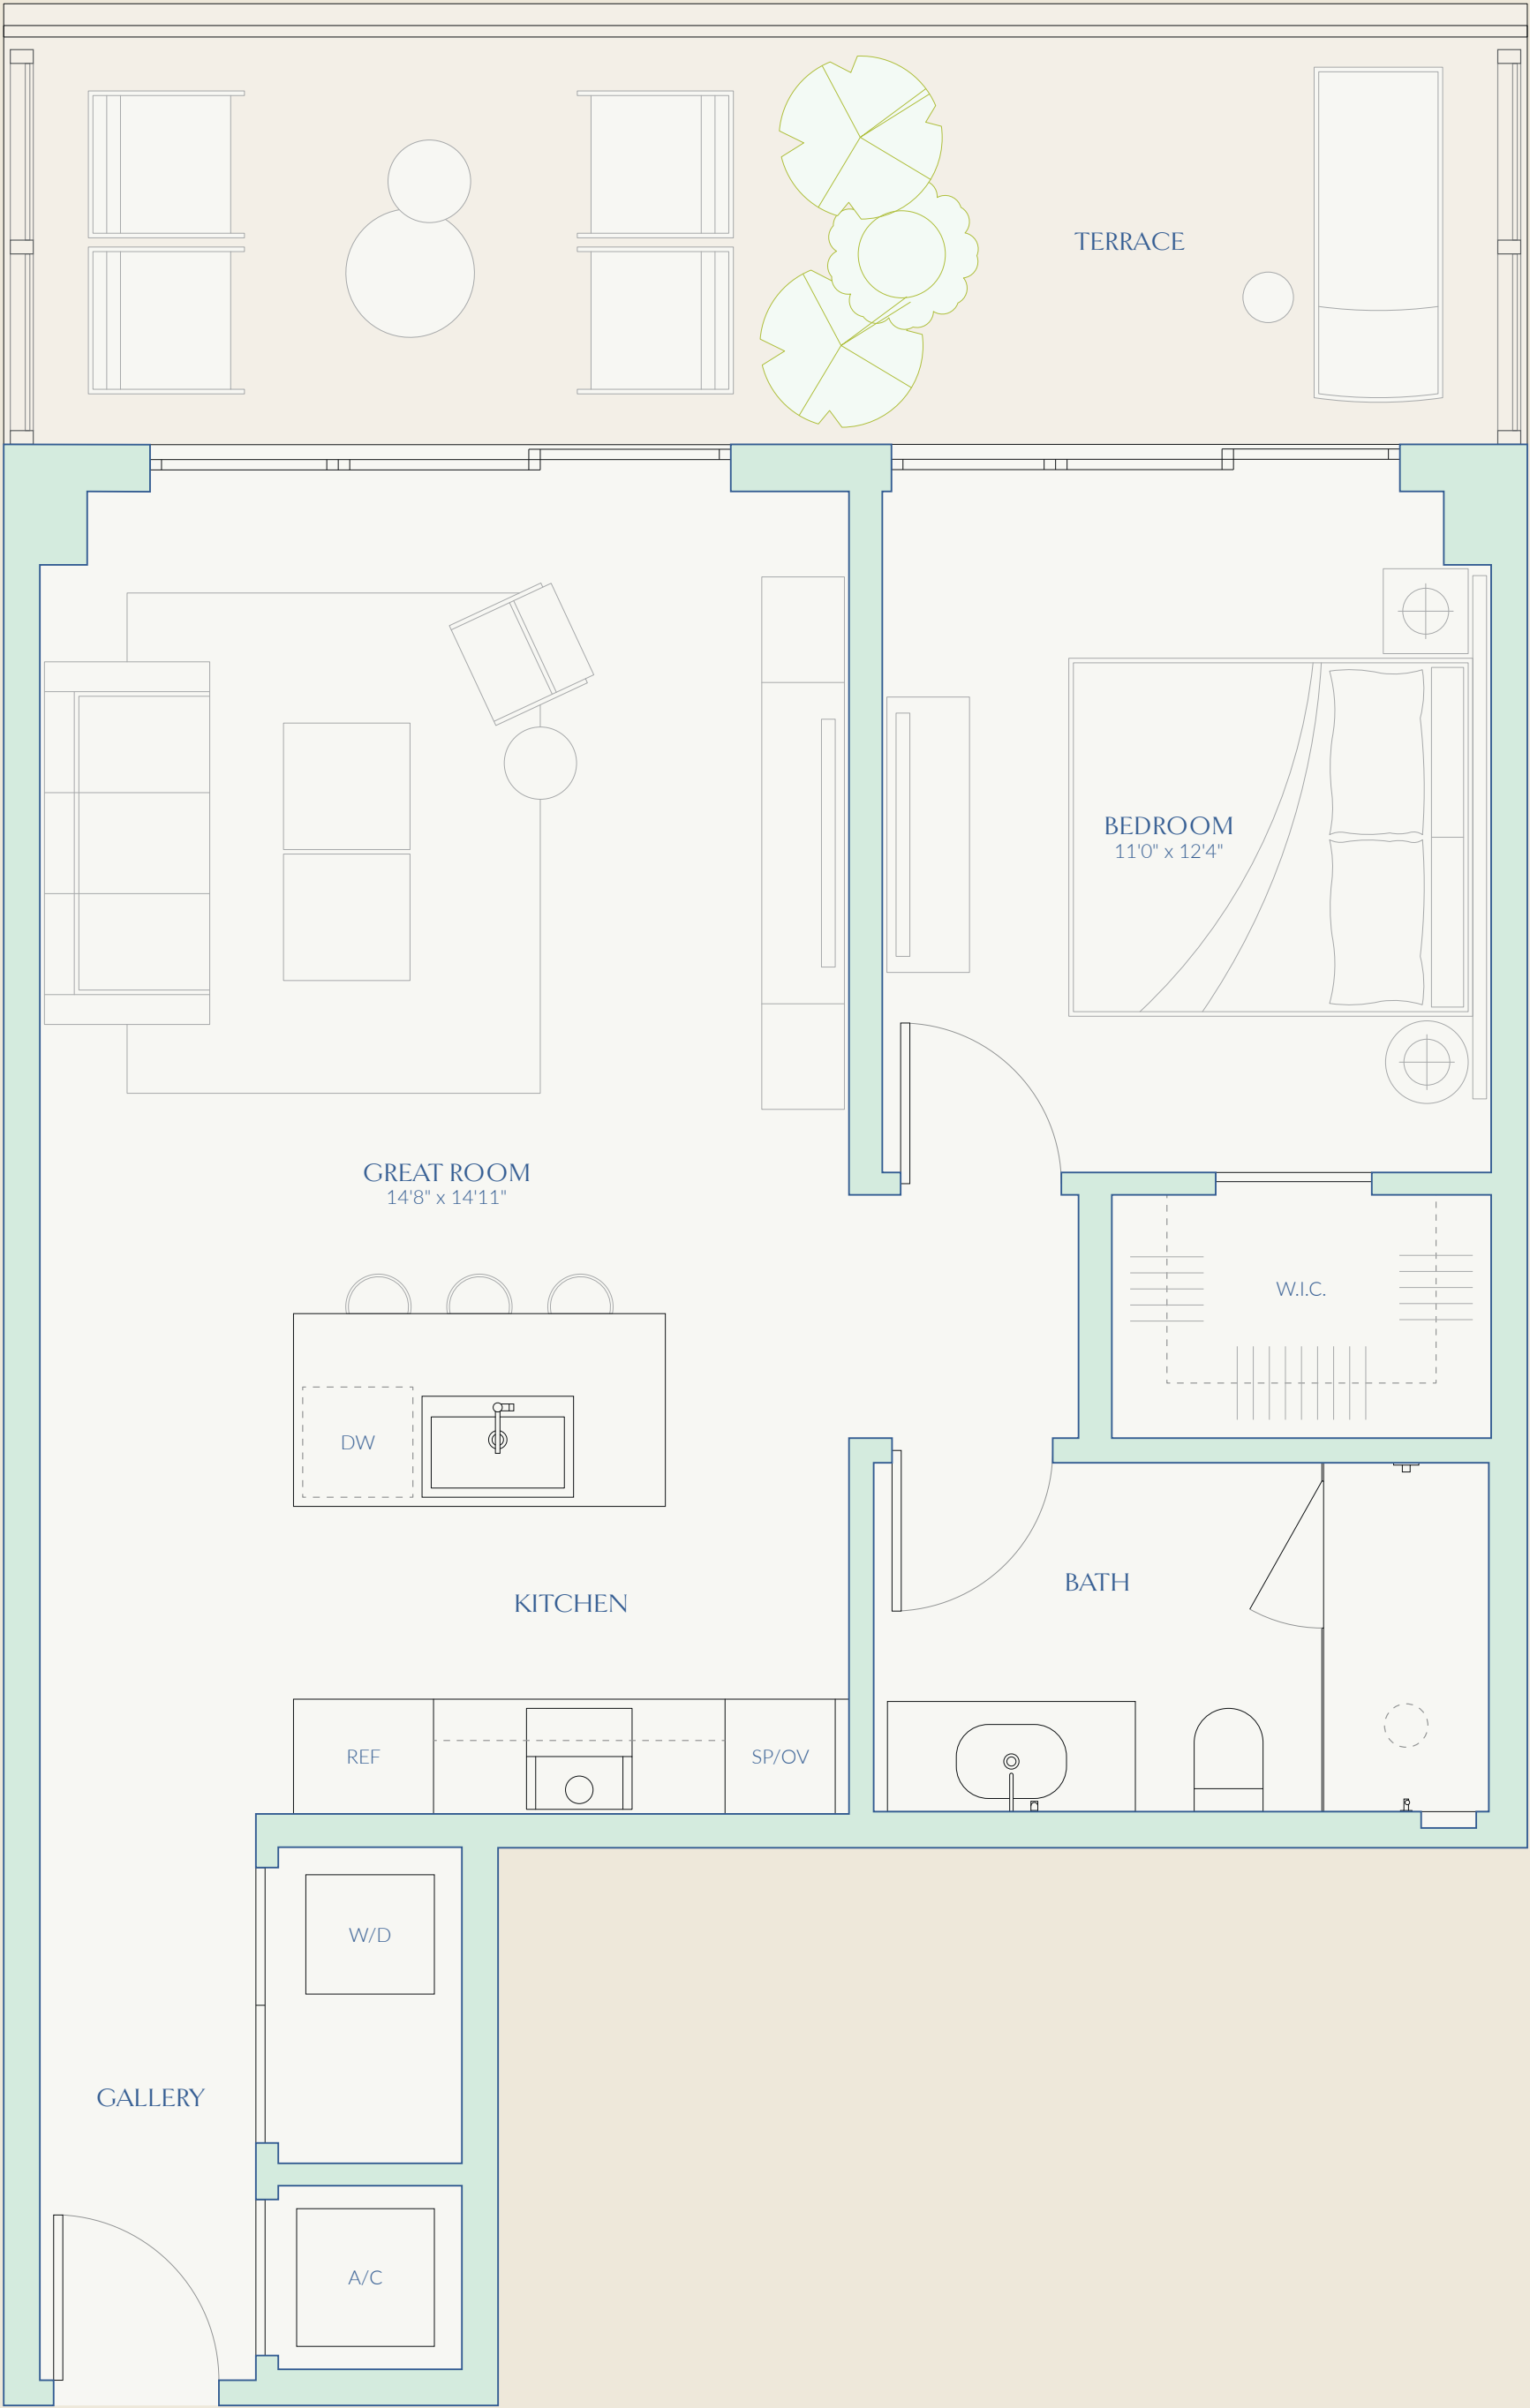 TERRACE
BEDROOM
11'0" x 12'4"
GREAT ROOM
14'8" x 14'11"
W.I.C.
DW
BATH
KITCHEN
REF
SP/OV
W/D
GALLERY
A/C